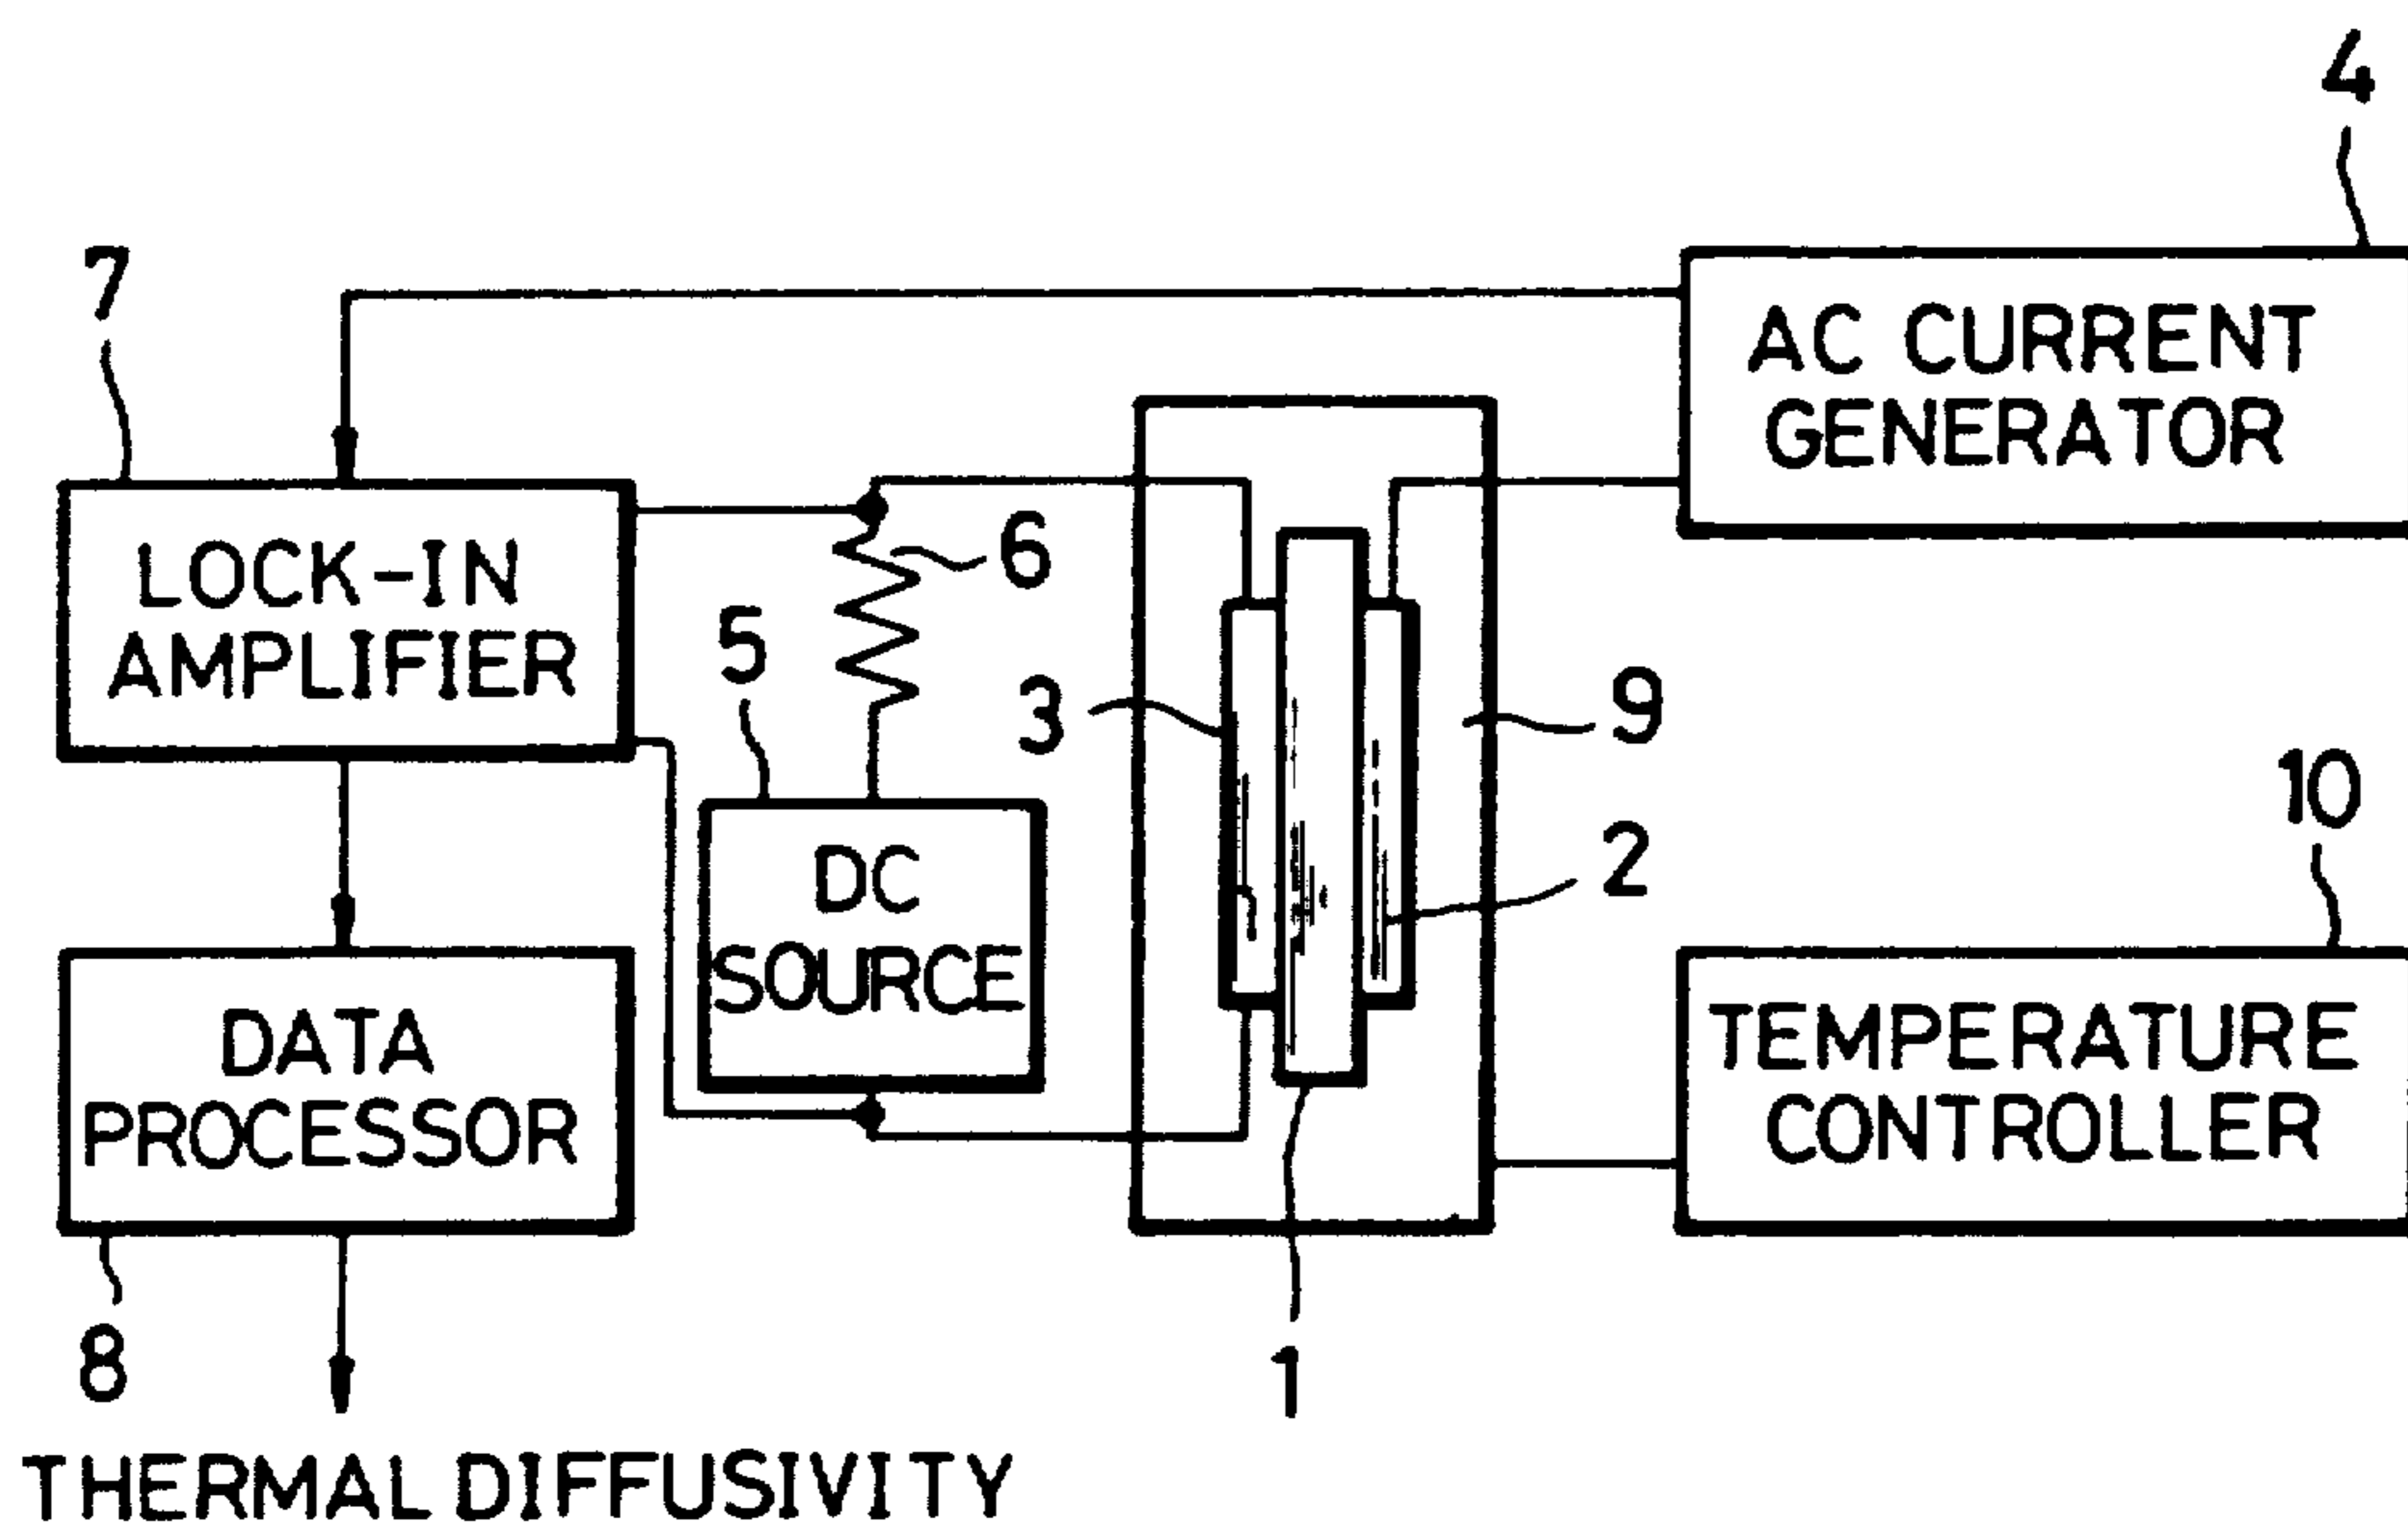 4
7
AC CURRENT
GENERATOR
6
LOCK-IN
AMPLIFIER
5
3
9
10
2
DC
SOURCE
DATA
PROCESSOR
TEMPERATURE
CONTROLLER
8
1
THERMAL DIFFUSIVITY